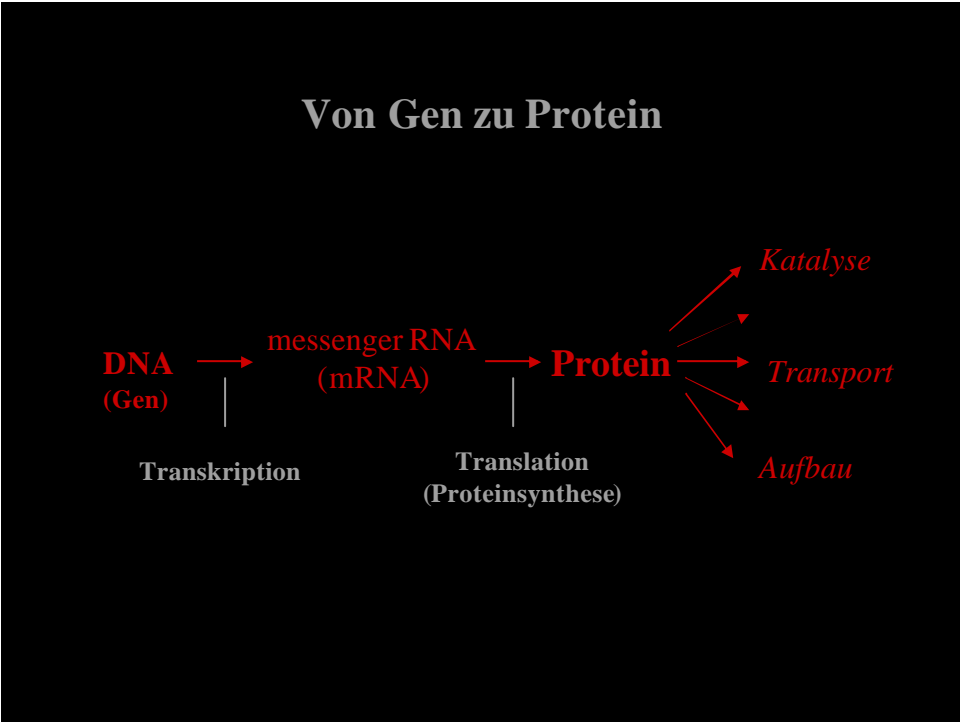 Von Gen zu Protein
DNA
(Gen)
messenger RNA
(mRNA)
Protein
Katalyse
Transport
Aufbau
Transkription
Translation
(Proteinsynthese)